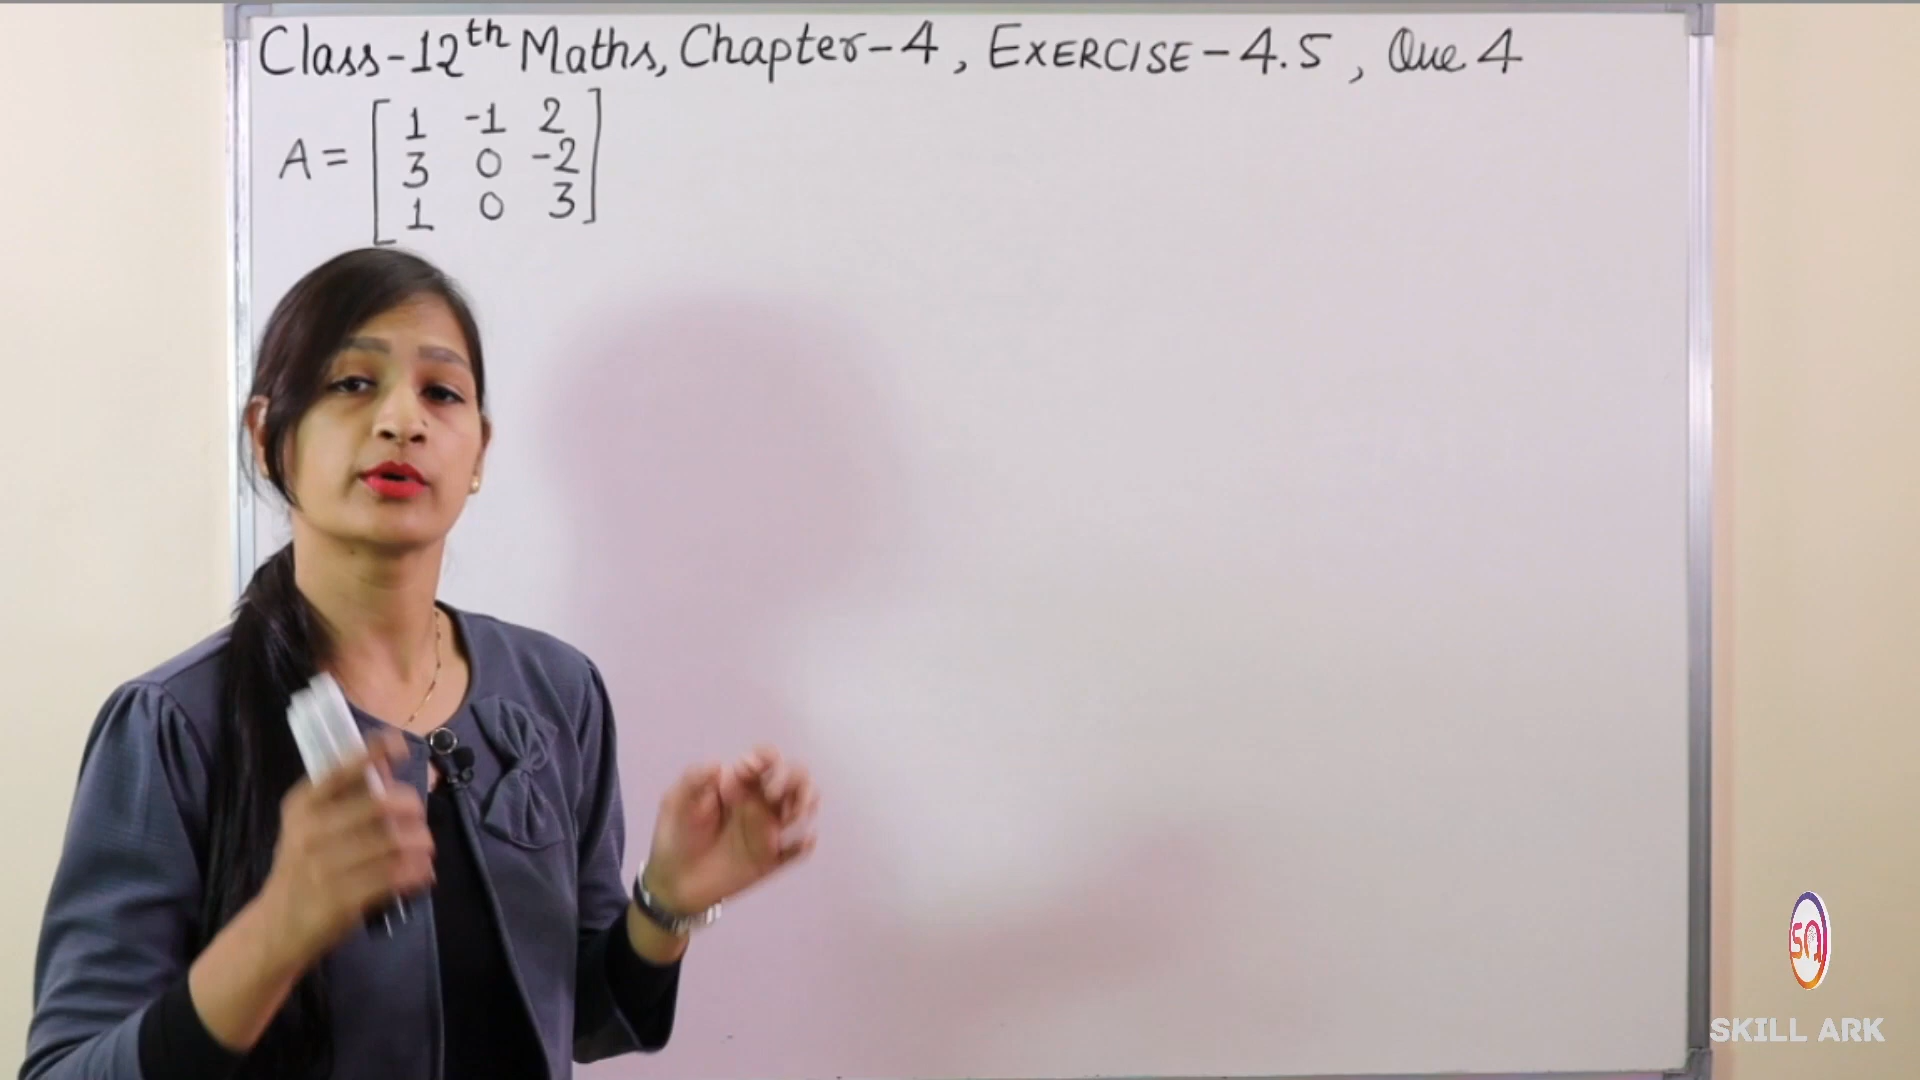 Class-12th Maths, Chapter-4, EXERCISE-4.5, Que 4
A = [ 1 -1 2
3 0 -2
1 0 3 ]
SKILL ARK